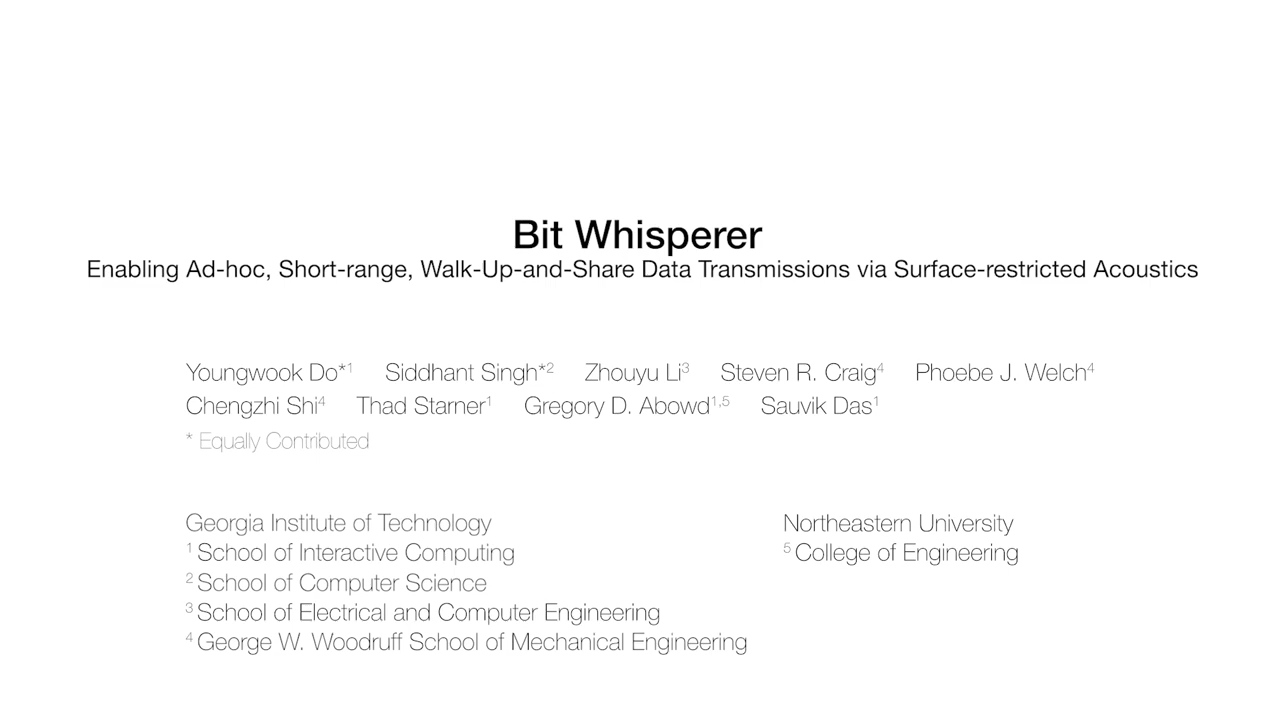 Bit Whisperer
Enabling Ad-hoc, Short-range, Walk-Up-and-Share Data Transmissions via Surface-restricted Acoustics
Youngwook Do*1 Siddhant Singh*2 Zhouyu Li3 Steven R. Craig4 Phoebe J. Welch4
Chengzhi Shi4 Thad Starner1 Gregory D. Abowd1,5 Sauvik Das1
* Equally Contributed
Georgia Institute of Technology
1 School of Interactive Computing
2 School of Computer Science
3 School of Electrical and Computer Engineering
4 George W. Woodruff School of Mechanical Engineering
Northeastern University
5 College of Engineering